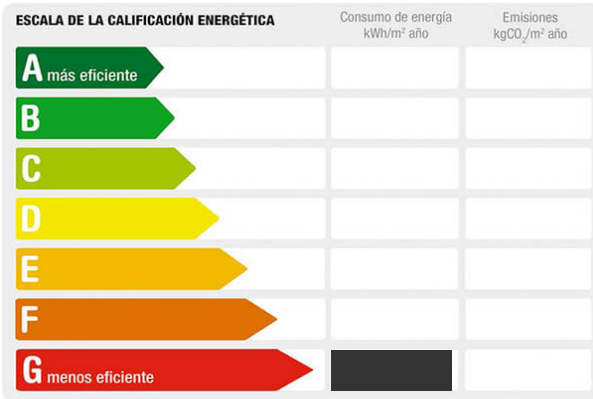 ESCALA DE LA CALIFICACIÓN ENERGÉTICA
Consumo de energía
kWh/m² año
Emisiones
kgCO₂/m² año
A más eficiente
B
C
D
E
F
G menos eficiente